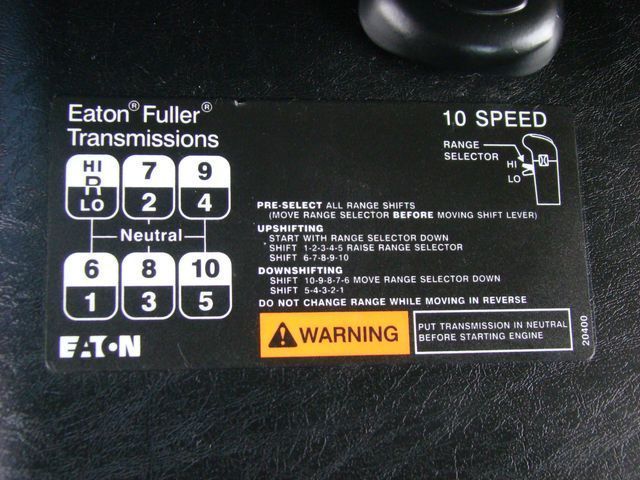 Eaton® Fuller®
Transmissions
10 SPEED
RANGE
SELECTOR
HI
LO
HI
R
LO
7
2
9
4
Neutral
6
1
8
3
10
5
PRE-SELECT ALL RANGE SHIFTS
(MOVE RANGE SELECTOR BEFORE MOVING SHIFT LEVER)
UPSHIFTING
START WITH RANGE SELECTOR DOWN
SHIFT 1-2-3-4-5 RAISE RANGE SELECTOR
SHIFT 6-7-8-9-10
DOWNSHIFTING
SHIFT 10-9-8-7-6 MOVE RANGE SELECTOR DOWN
SHIFT 5-4-3-2-1
DO NOT CHANGE RANGE WHILE MOVING IN REVERSE
EATON
WARNING
PUT TRANSMISSION IN NEUTRAL
BEFORE STARTING ENGINE
20400